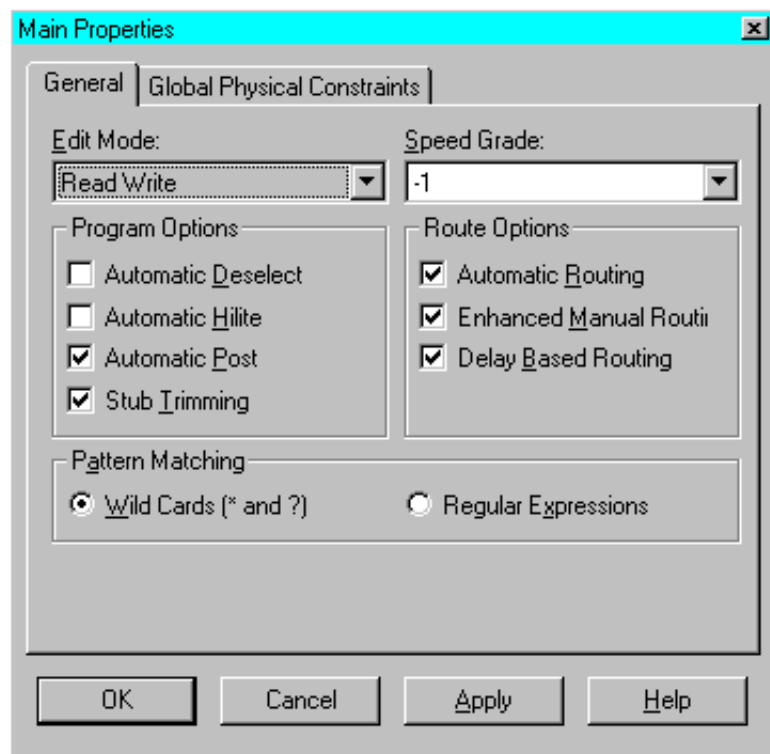 Main Properties
General Global Physical Constraints
Edit Mode: Speed Grade:
Read Write -1
Program Options Route Options
Automatic Deselect Automatic Routing
Automatic Hilite Enhanced Manual Routii
Automatic Post Delay Based Routing
Stub Trimming
Pattern Matching
Wild Cards (* and ?) Regular Expressions
OK Cancel Apply Help